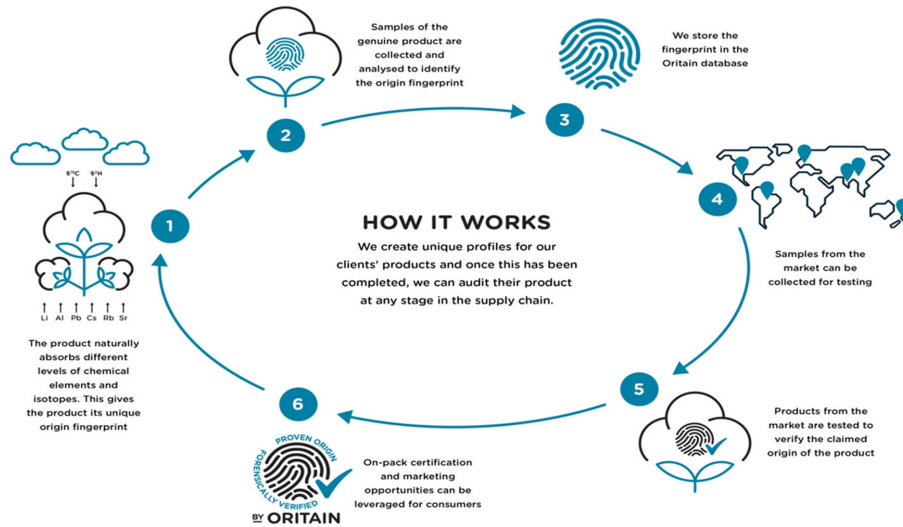 HOW IT WORKS
We create unique profiles for our
clients' products and once this has been
completed, we can audit their product
at any stage in the supply chain.
1
9¹³C 9²H
Li Al Pb Cs Rb Sr
The product naturally
absorbs different
levels of chemical
elements and
isotopes. This gives
the product its unique
origin fingerprint
2
Samples of the
genuine product are
collected and
analysed to identify
the origin fingerprint
3
We store the
fingerprint in the
Oritain database
4
Samples from the
market can be
collected for testing
5
Products from the
market are tested to
verify the claimed
origin of the product
6
PROVEN ORIGIN
FORENSICALLY VERIFIED
BY ORITAIN
On-pack certification
and marketing
opportunities can be
leveraged for consumers